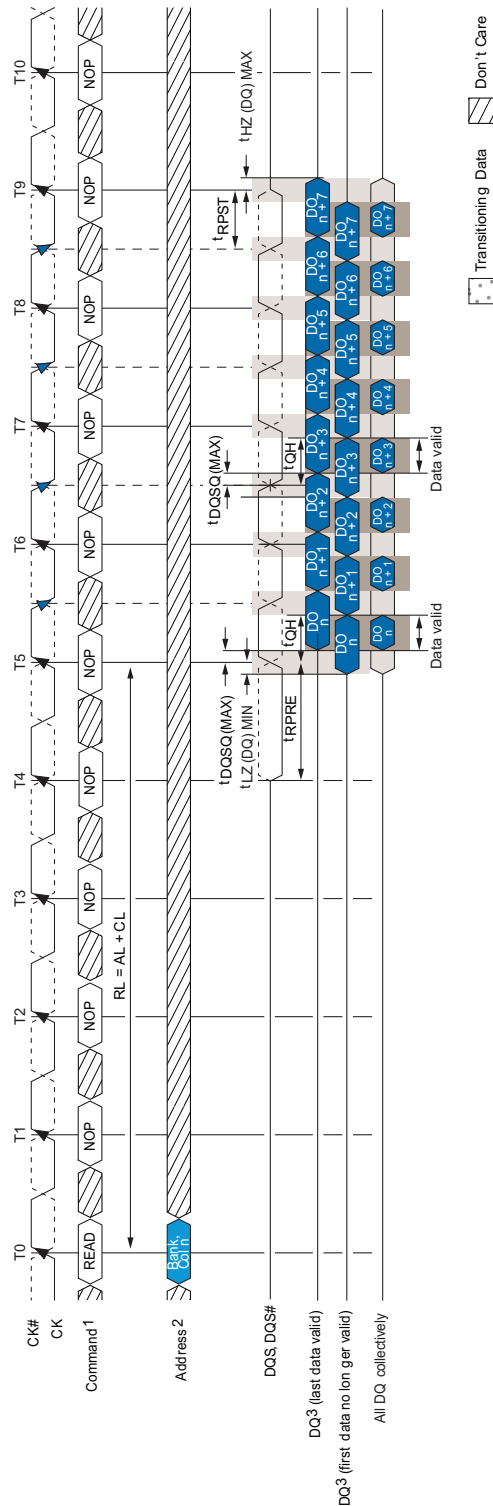 T0 T1 T2 T3 T4 T5 T6 T7 T8 T9 T10
CK#
CK
Command1 READ NOP NOP NOP NOP NOP NOP NOP NOP NOP NOP
RL = AL + CL
Address2 Bank,
Col n
tDQSQ (MAX) tDQSQ (MAX) tRPST tHZ (DQ) MAX
tLZ (DQ) MIN
DQS, DQS#
tRPRE tQH tQH
DQ3 (last data valid) DO
n DO
n + 1 DO
n + 2 DO
n + 3 DO
n + 4 DO
n + 5 DO
n + 6 DO
n + 7
DQ3 (first data no lon ger valid) DO
n DO
n + 1 DO
n + 2 DO
n + 3 DO
n + 4 DO
n + 5 DO
n + 6 DO
n + 7
All DQ collectively DO
n DO
n + 1 DO
n + 2 DO
n + 3 DO
n + 4 DO
n + 5 DO
n + 6 DO
n + 7
Data valid Data valid
Transitioning Data Don't Care